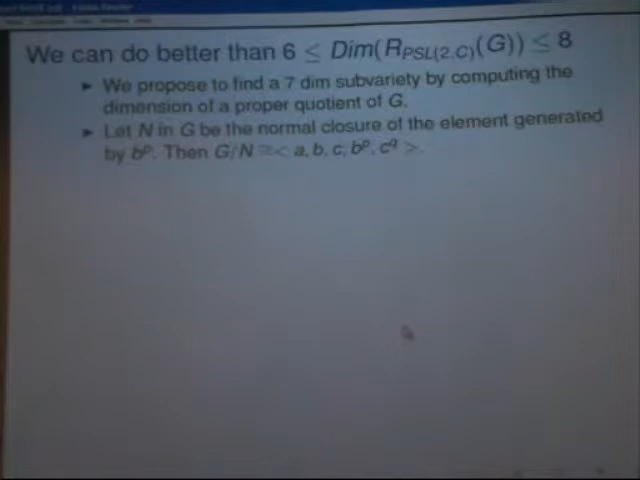 We can do better than 6 ≤ Dim(R_{PSL(2,C)}(G)) ≤ 8
► We propose to find a 7 dim subvariety by computing the
dimension of a proper quotient of G.
► Let N in G be the normal closure of the element generated
by b^p. Then G/N ≅< a, b, c; b^p, c^q >.